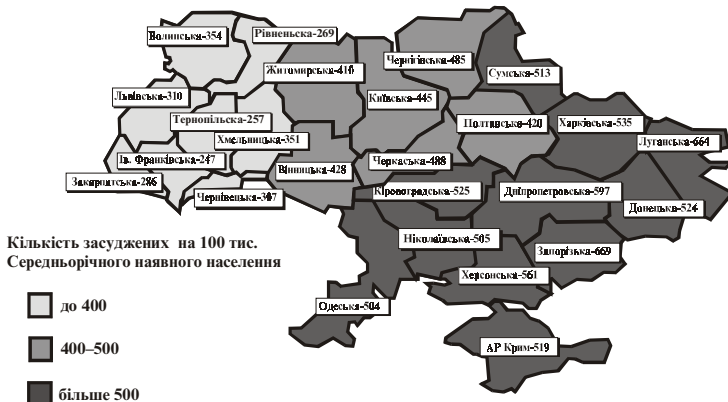 Волинська-354
Рівненьска-269
Житомирська-410
Чернігівська-485
Сумська-513
Львівська-310
Тернопільска-257
Хмельницька-351
Київська-445
Полтавська-420
Харківська-535
Луганська-664
Ів. Франківська-247
Закарпатська-286
Чернівецька-307
Вінницька-428
Черкаська-488
Кіровоградська-525
Дніпропетровська-597
Донецька-524
Кількість засуджених на 100 тис.
Середньорічного наявного населення
Ніколаївська-505
Запорізька-669
Херсонська-561
до 400
Одеська-504
400–500
АР Крим-519
більше 500